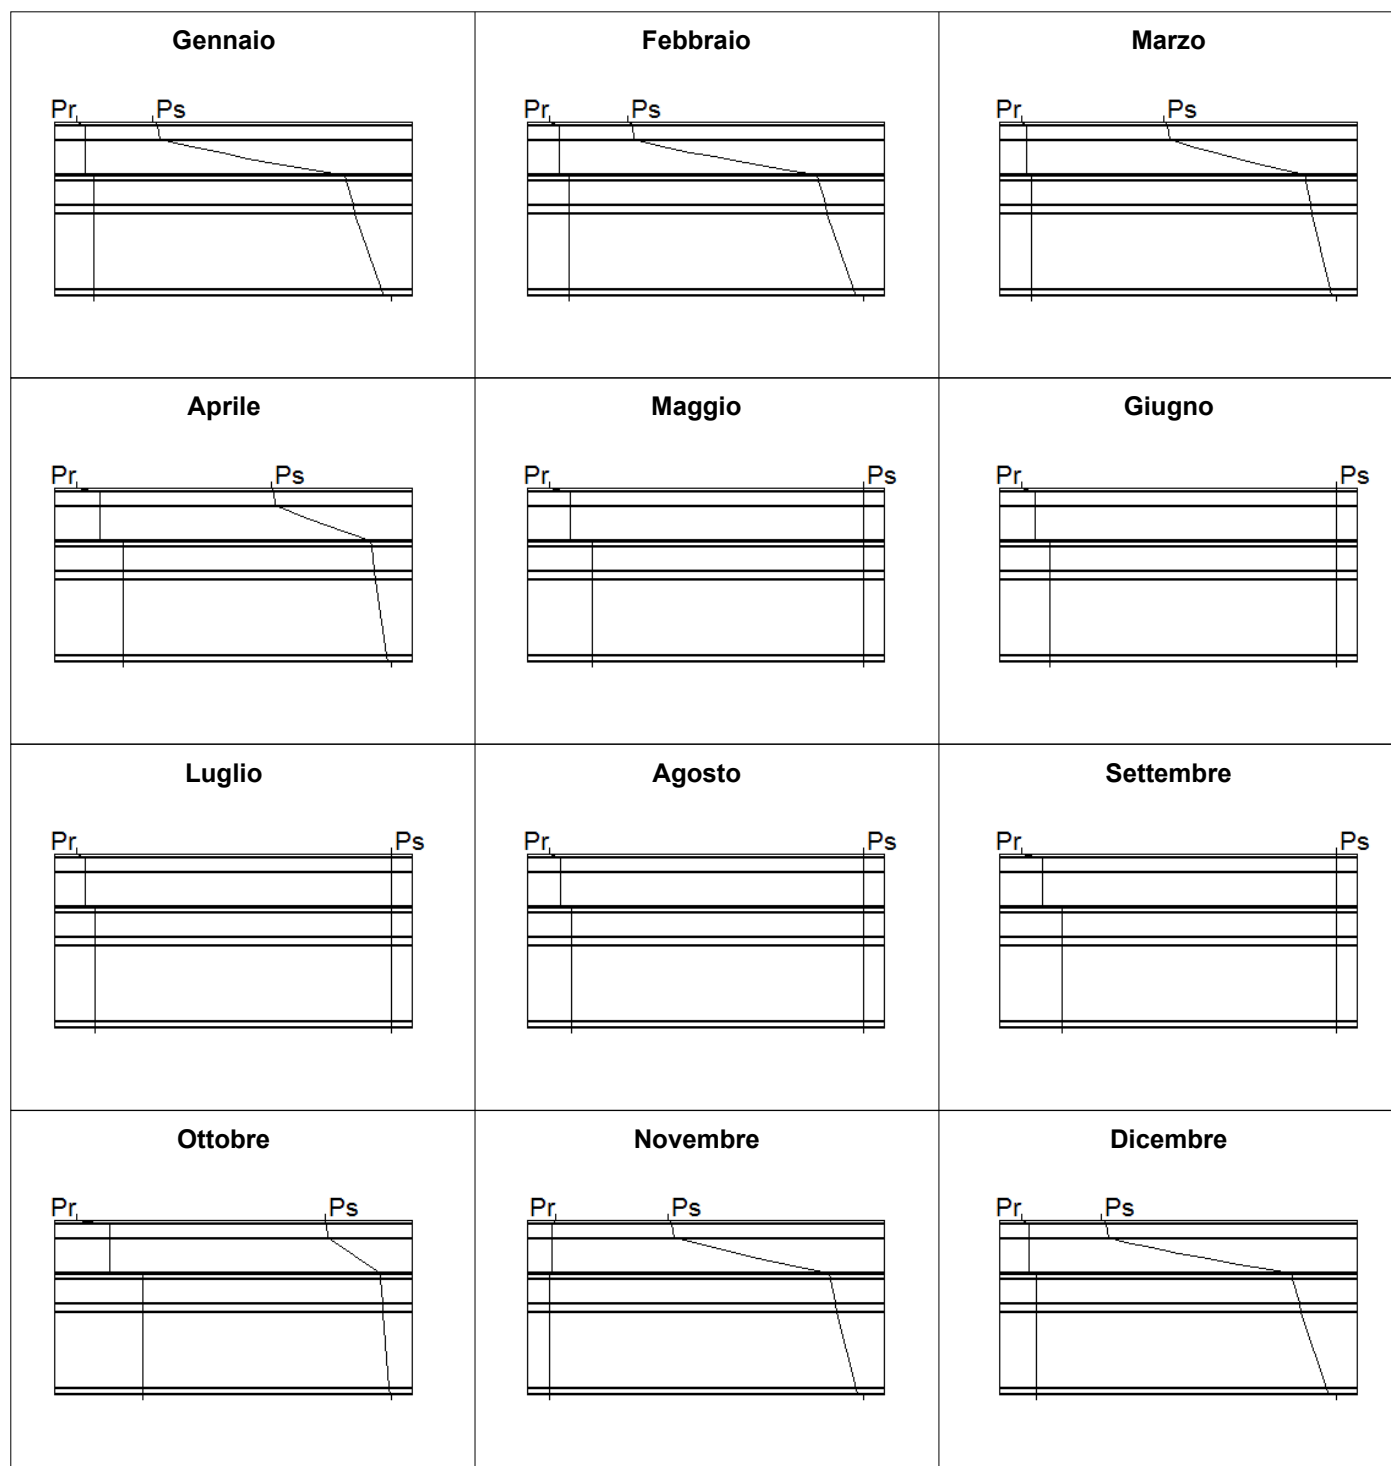 Gennaio Febbraio Marzo
Pr Ps Pr Ps Pr Ps
Aprile Maggio Giugno
Pr Ps Pr Ps Pr Ps
Luglio Agosto Settembre
Pr Ps Pr Ps Pr Ps
Ottobre Novembre Dicembre
Pr Ps Pr Ps Pr Ps